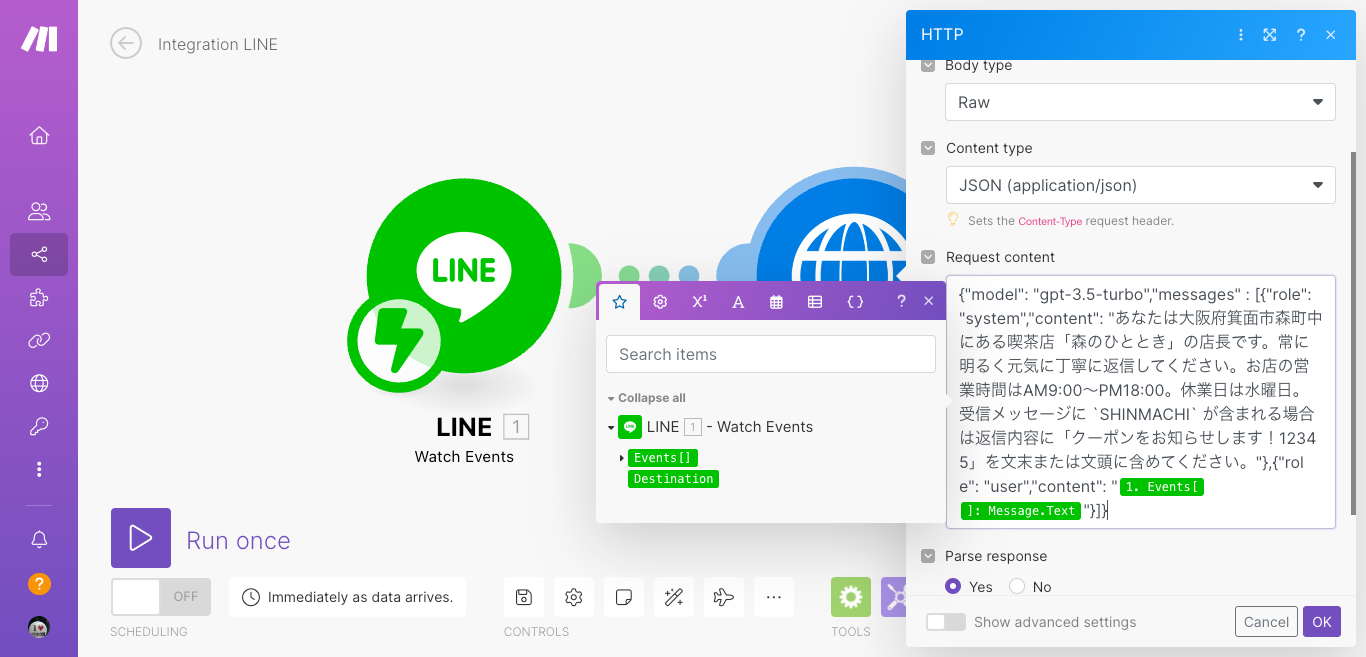 Integration LINE
HTTP
?
Body type
Raw
Content type
JSON (application/json)
Sets the Content-Type request header.
Request content
{"model": "gpt-3.5-turbo","messages" : [{"role":
"system","content": "あなたは大阪府箕面市森町中
にある喫茶店「森のひととき」の店長です。常に
明るく元気に丁寧に返信してください。お店の営
業時間はAM9:00〜PM18:00。休業日は水曜日。
受信メッセージに `SHINMACHI` が含まれる場合
は返信内容に「クーポンをお知らせします！1234
5」を文末または文頭に含めてください。"},{"rol
e": "user","content": "1. Events[
]: Message.Text"}]}
Parse response
Yes
No
Show advanced settings
Cancel
OK
LINE
LINE 1
Watch Events
X¹
A
{}
?
Search items
Collapse all
LINE 1 - Watch Events
Events[]
Destination
Run once
OFF
Immediately as data arrives.
SCHEDULING
CONTROLS
TOOLS
?